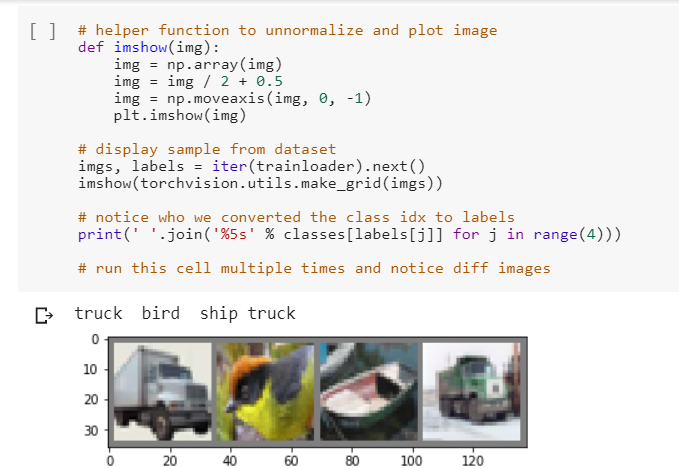 [ ] # helper function to unnormalize and plot image
def imshow(img):
    img = np.array(img)
    img = img / 2 + 0.5
    img = np.moveaxis(img, 0, -1)
    plt.imshow(img)

# display sample from dataset
imgs, labels = iter(trainloader).next()
imshow(torchvision.utils.make_grid(imgs))

# notice who we converted the class idx to labels
print(' '.join('%5s' % classes[labels[j]] for j in range(4)))

# run this cell multiple times and notice diff images
truck  bird  ship truck
0
10
20
30
0 20 40 60 80 100 120